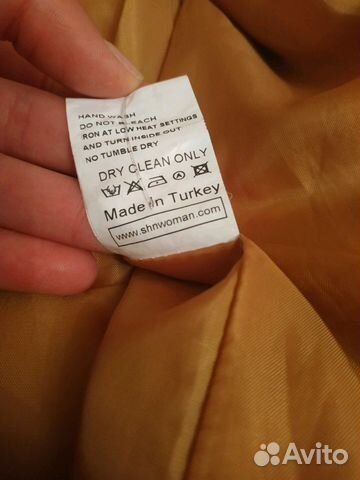 HAND WASH
DO NOT BLEACH
IRON AT LOW HEAT SETTINGS
AND TURN INSIDE OUT
NO TUMBLE DRY
DRY CLEAN ONLY
Made in Turkey
www.shnwoman.com
Avito